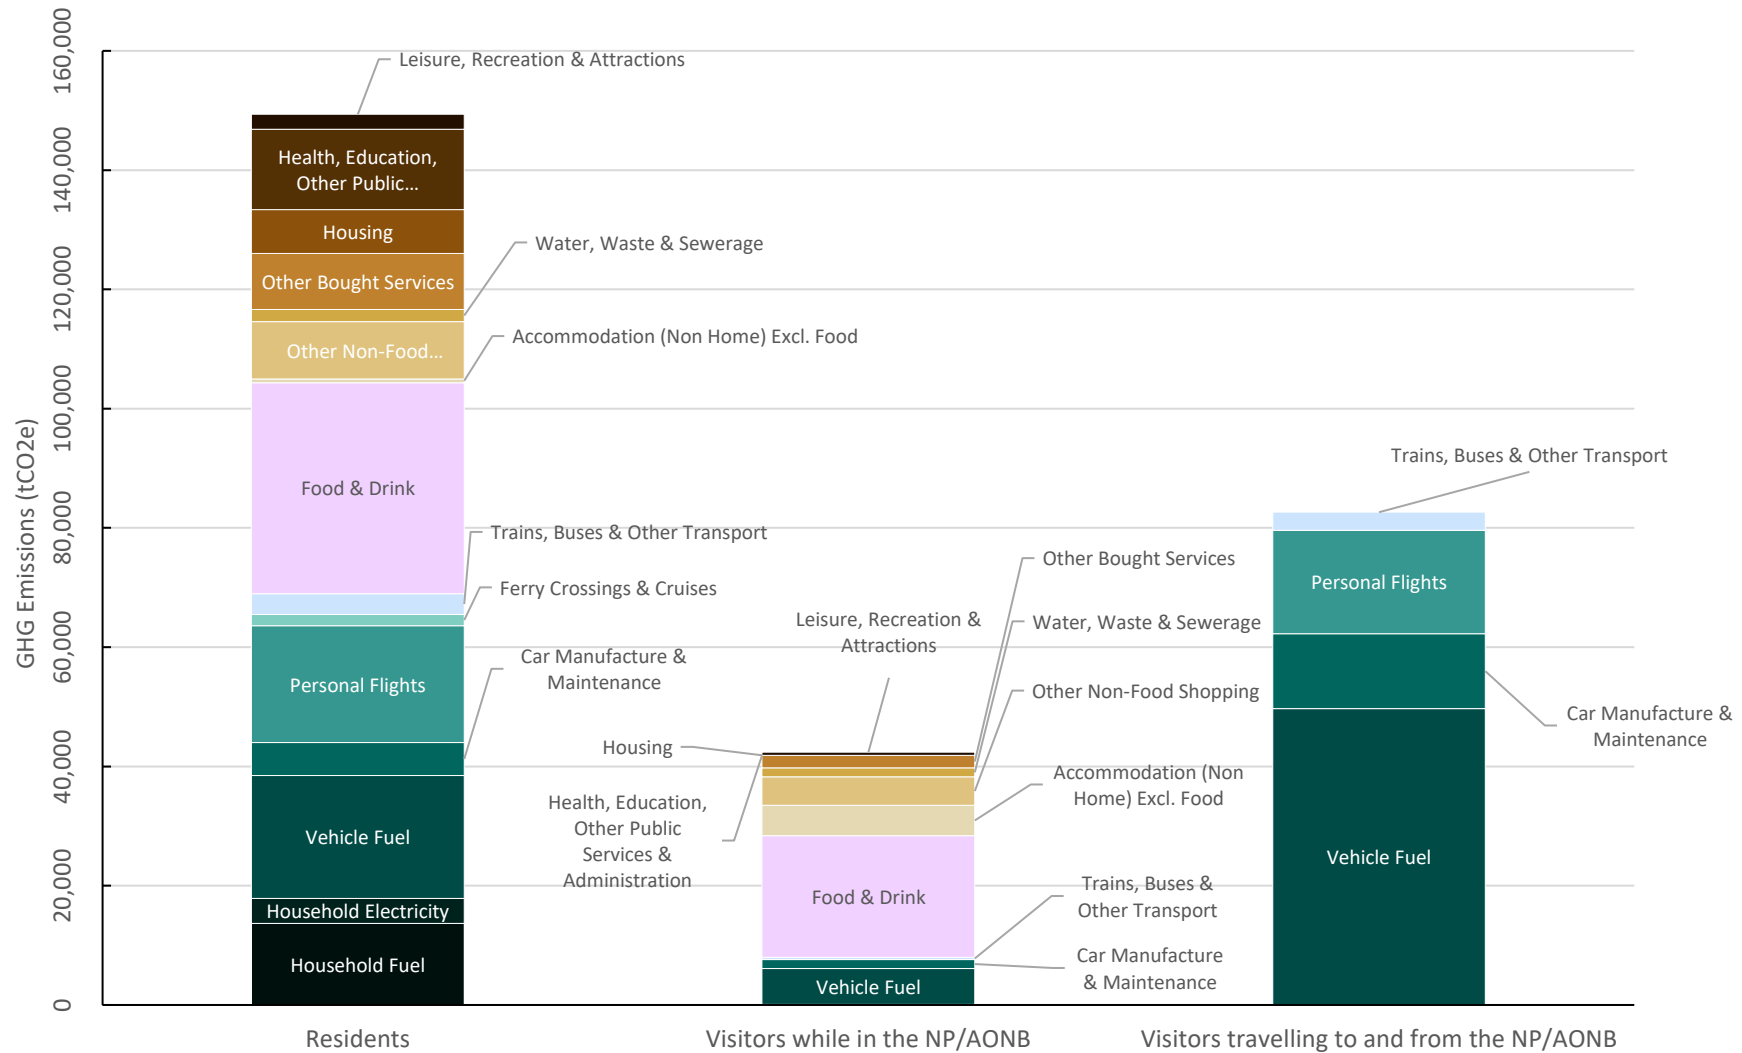 GHG Emissions (tCO2e)
160,000
140,000
120,000
100,000
80,000
60,000
40,000
20,000
0
Leisure, Recreation & Attractions
Health, Education,
Other Public...
Housing
Other Bought Services
Water, Waste & Sewerage
Other Non-Food...
Accommodation (Non Home) Excl. Food
Food & Drink
Trains, Buses & Other Transport
Ferry Crossings & Cruises
Personal Flights
Car Manufacture &
Maintenance
Vehicle Fuel
Household Electricity
Household Fuel
Residents
Other Bought Services
Leisure, Recreation &
Attractions
Water, Waste & Sewerage
Other Non-Food Shopping
Housing
Accommodation (Non
Home) Excl. Food
Health, Education,
Other Public
Services &
Administration
Food & Drink
Trains, Buses &
Other Transport
Car Manufacture
& Maintenance
Vehicle Fuel
Visitors while in the NP/AONB
Trains, Buses & Other Transport
Personal Flights
Car Manufacture &
Maintenance
Vehicle Fuel
Visitors travelling to and from the NP/AONB